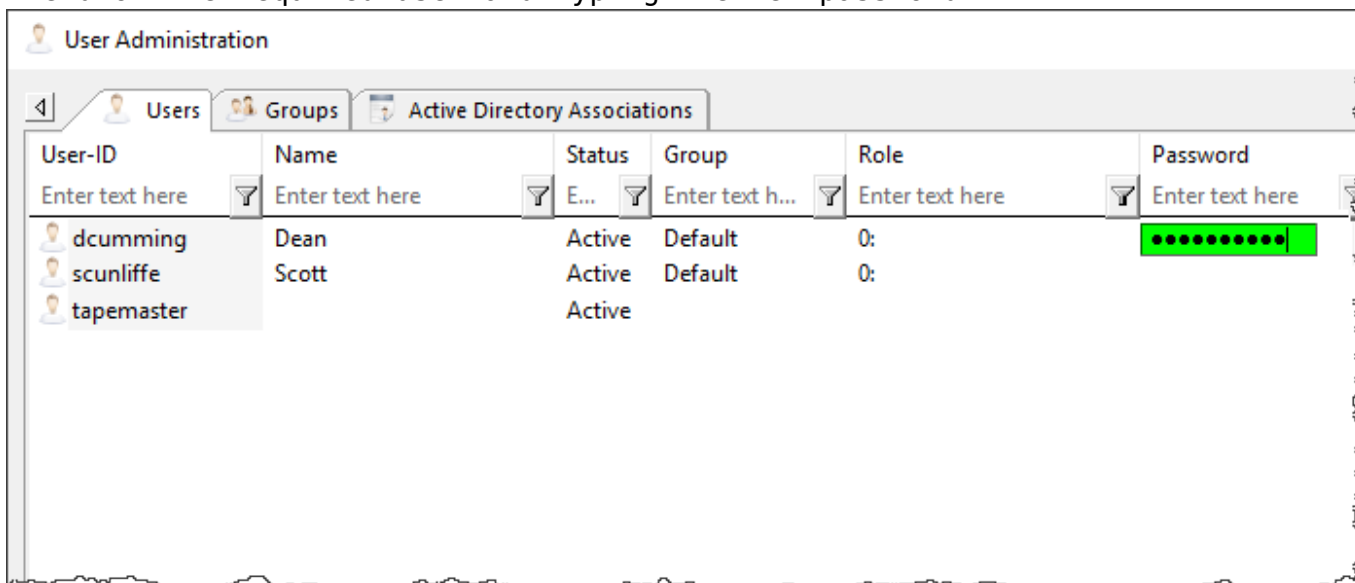 User Administration
Users Groups Active Directory Associations
User-ID Name Status Group Role Password
Enter text here Enter text here E... Enter text h... Enter text here Enter text here
dcumming Dean Active Default 0: ●●●●●●●●●●
scunliffe Scott Active Default 0:
tapemaster Active